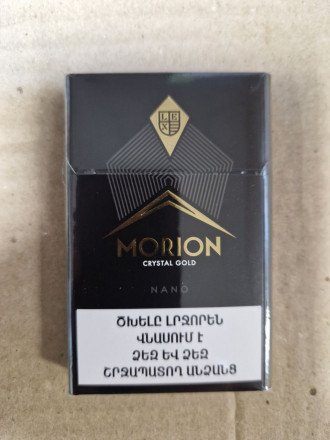 LEX
MORION
CRYSTAL GOLD
NANO
ԾԽԵԼԸ ԼՐՋՈՐԵՆ
ՎՆԱՍՈՒՄ Է
ՁԵԶ ԵՎ ՁԵԶ
ՇՐՋԱՊԱՏՈՂ ԱՆՁԱՆՑ